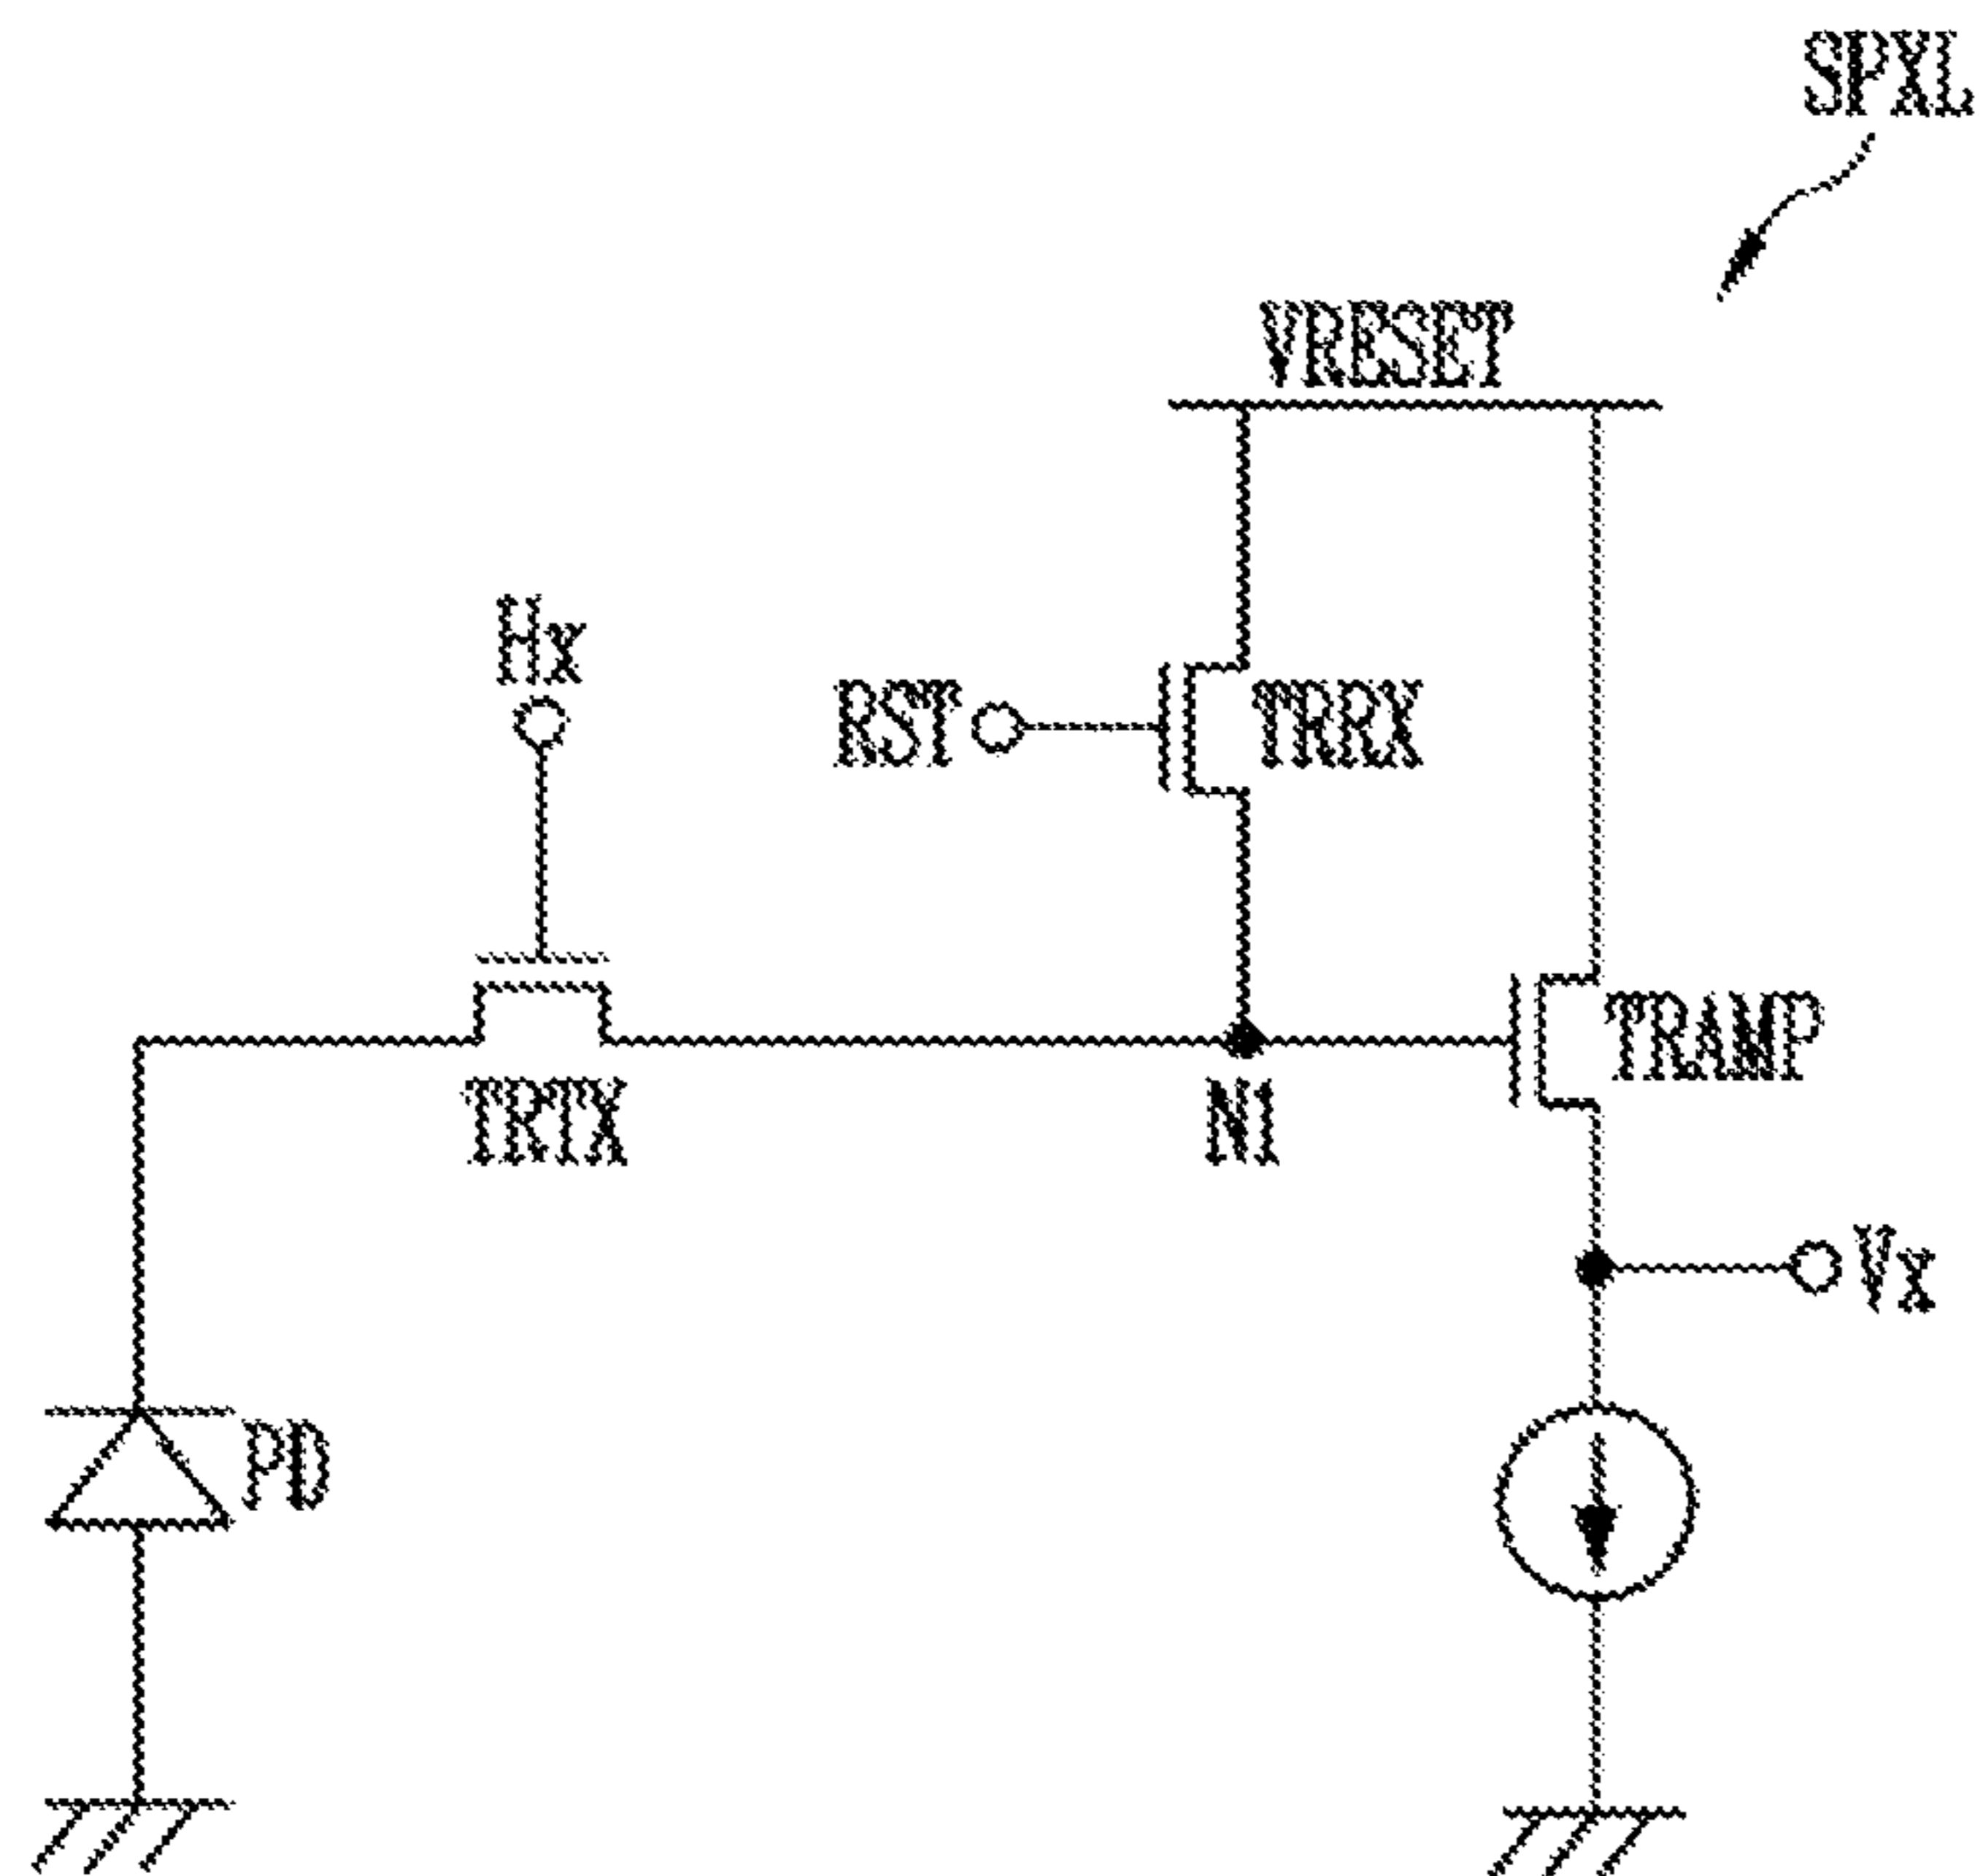 SPXL
VRESET
Hx
RST
TRRX
TRAMP
TRTX
N1
Vx
PD